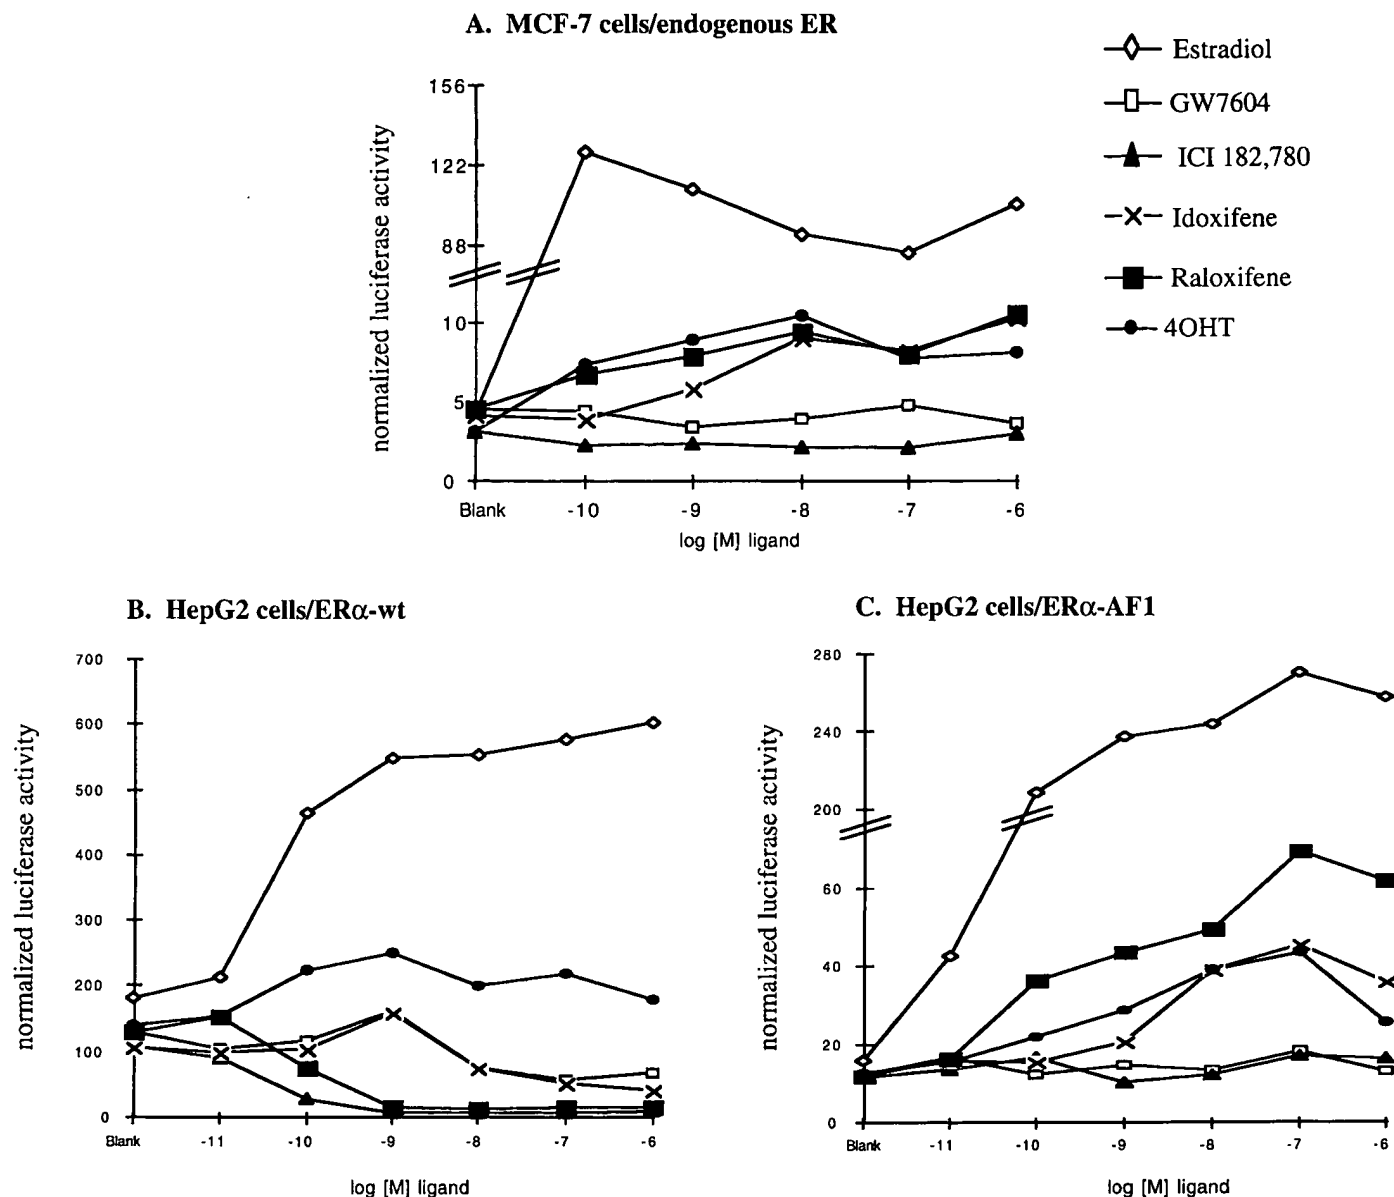 A. MCF-7 cells/endogenous ER
Estradiol
GW7604
ICI 182,780
Idoxifene
Raloxifene
4OHT
normalized luciferase activity
156
122
88
10
5
0
Blank -10 -9 -8 -7 -6
log [M] ligand
B. HepG2 cells/ERα-wt
normalized luciferase activity
700
600
500
400
300
200
100
0
Blank -11 -10 -9 -8 -7 -6
log [M] ligand
C. HepG2 cells/ERα-AF1
normalized luciferase activity
280
240
200
60
40
20
0
Blank -11 -10 -9 -8 -7 -6
log [M] ligand